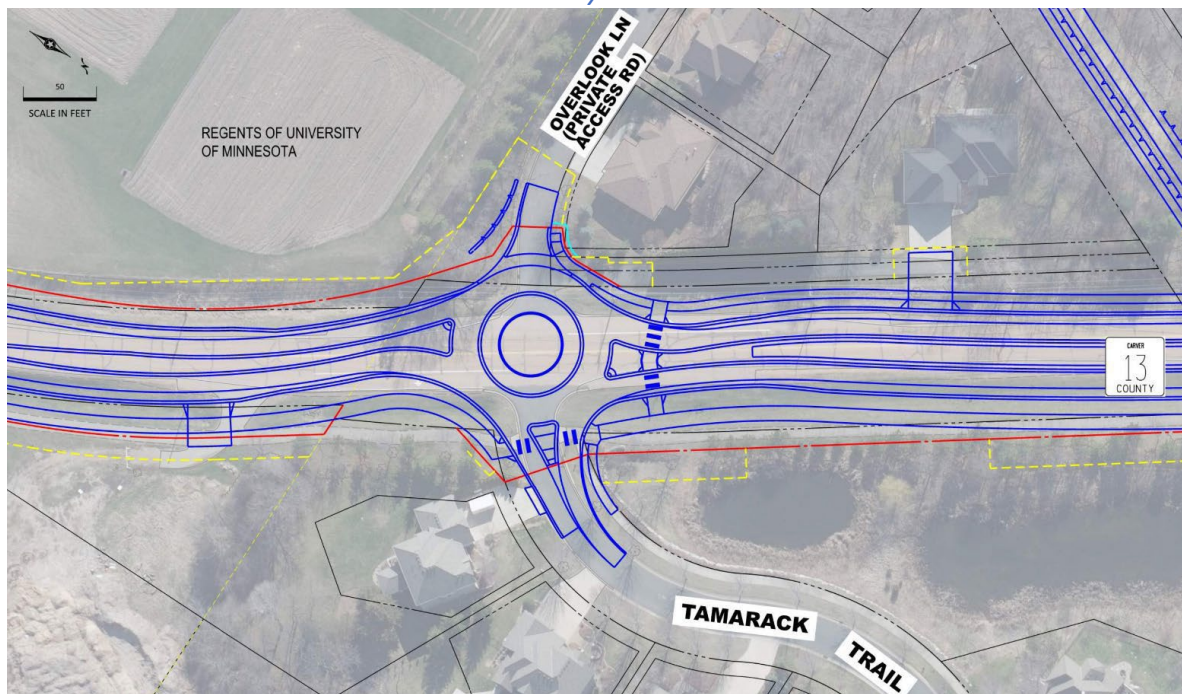 50
SCALE IN FEET
REGENTS OF UNIVERSITY
OF MINNESOTA
OVERLOOK LN
(PRIVATE
ACCESS RD)
CARVER
13
COUNTY
TAMARACK
TRAIL